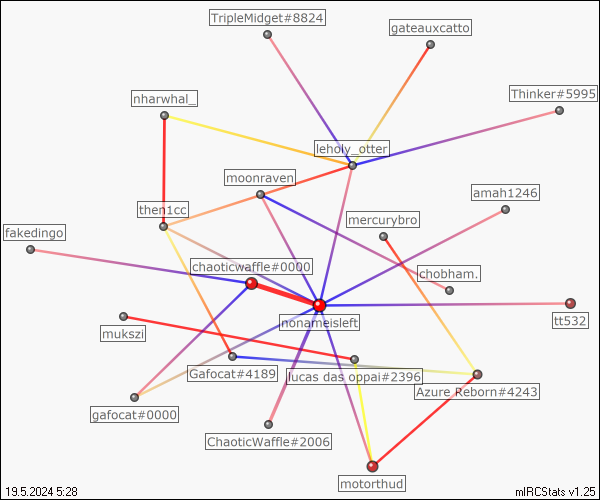 TripleMidget#8824
gateauxcatto
Thinker#5995
nharwhal_
leholy_otter
moonraven
amah1246
then1cc
mercurybro
fakedingo
chaoticwaffle#0000
chobham.
nonameisleft
tt532
mukszi
Gafocat#4189
lucas das oppai#2396
Azure Reborn#4243
gafocat#0000
ChaoticWaffle#2006
motorthud
19.5.2024 5:28
mIRCStats v1.25